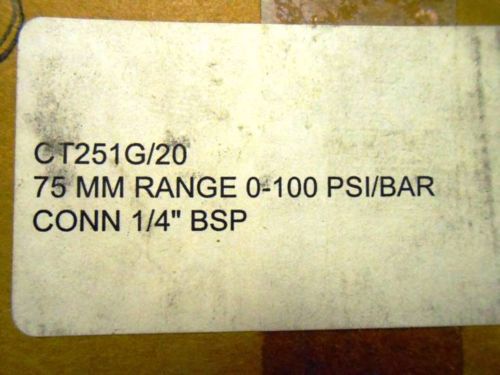 CT251G/20
75 MM RANGE 0-100 PSI/BAR
CONN 1/4" BSP